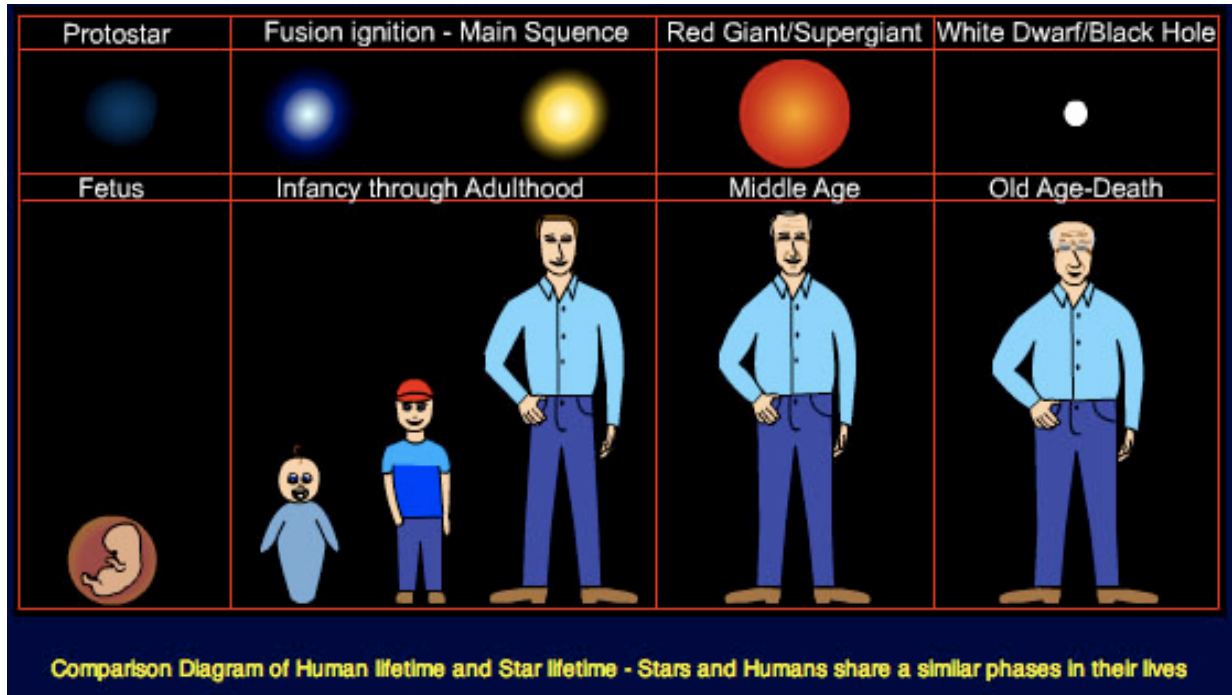 Protostar
Fusion ignition - Main Squence
Red Giant/Supergiant
White Dwarf/Black Hole
Fetus
Infancy through Adulthood
Middle Age
Old Age-Death
Comparison Diagram of Human lifetime and Star lifetime - Stars and Humans share a similar phases in their lives